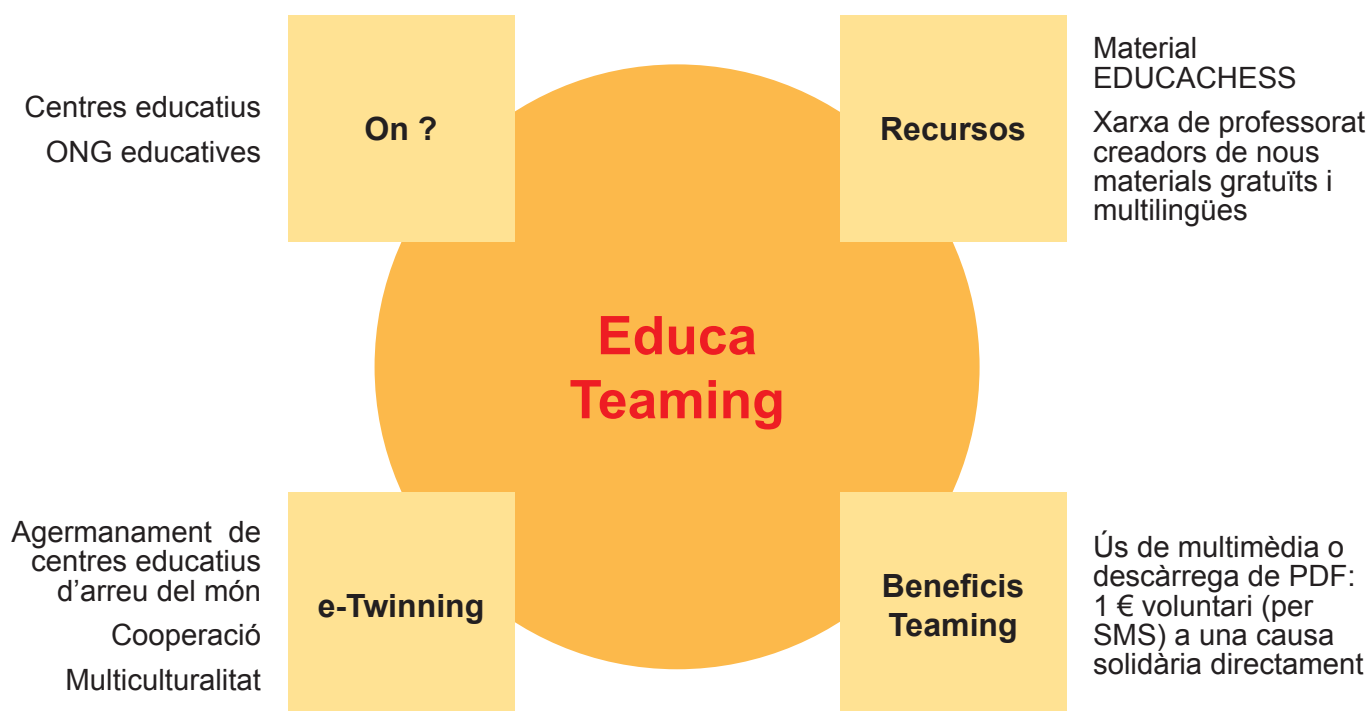 Centres educatius
ONG educatives
On ?
Recursos
Material
EDUCACHESS
Xarxa de professorat
creadors de nous
materials gratuïts i
multilingües
Educa
Teaming
Agermanament de
centres educatius
d’arreu del món
Cooperació
Multiculturalitat
e-Twinning
Beneficis
Teaming
Ús de multimèdia o
descàrrega de PDF:
1 € voluntari (per
SMS) a una causa
solidària directament